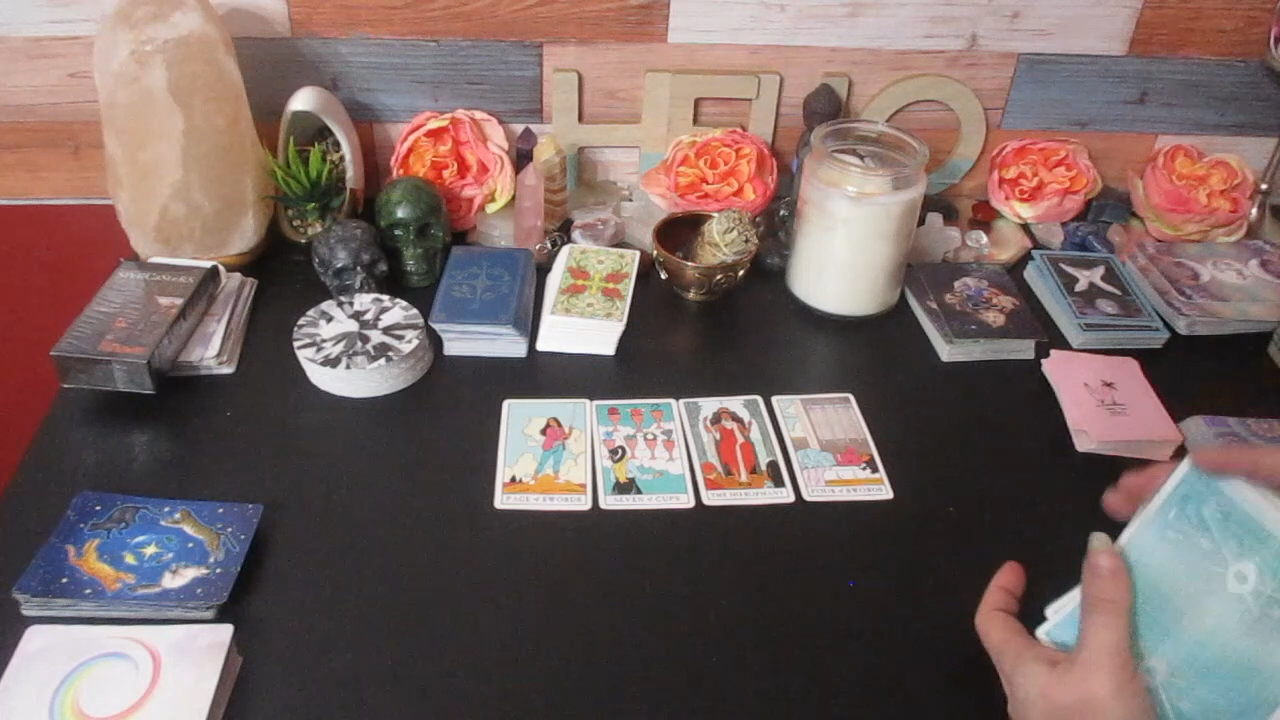 HELLO
PAGE of SWORDS
SEVEN of CUPS
V
THE HIEROPHANT
FOUR of SWORDS